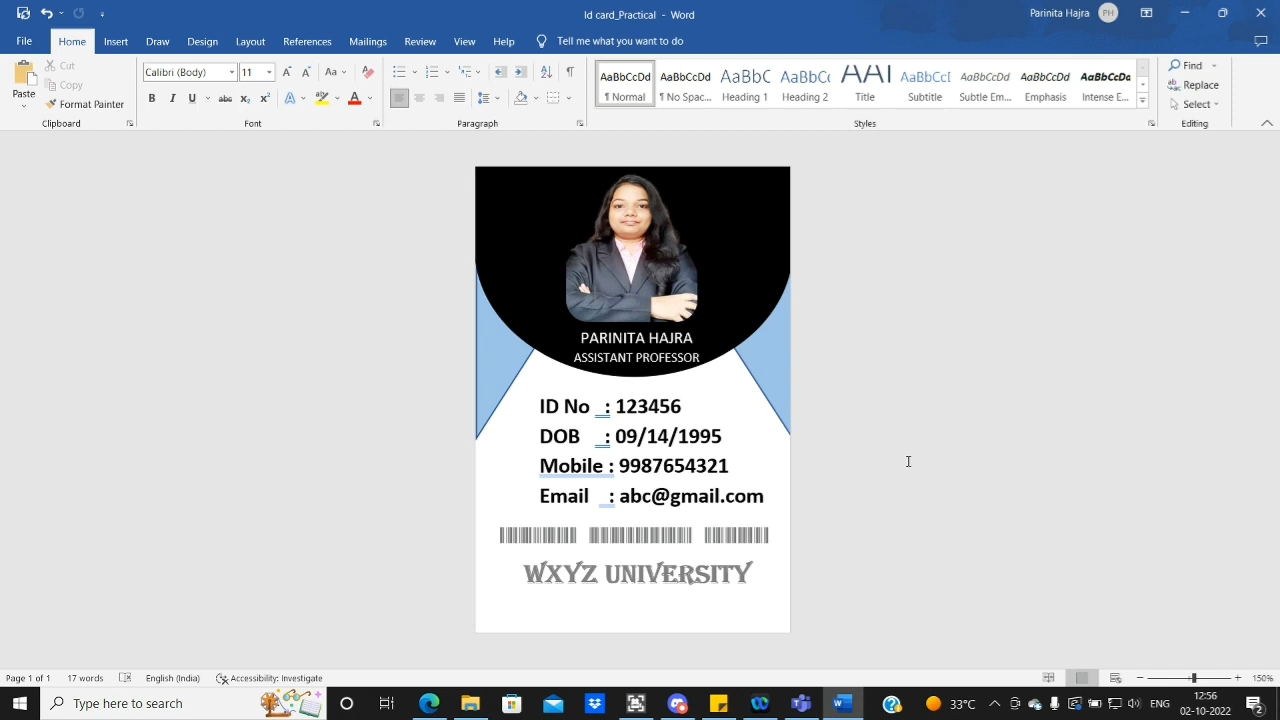 Id card_Practical - Word
Parinita Hajra PH
File Home Insert Draw Design Layout References Mailings Review View Help Tell me what you want to do
Paste
Cut
Copy
Format Painter
Clipboard
Calibri (Body) 11
Font
Paragraph
AaBbCcDd AaBbCcDd AaBbC AaBbCc AAI AaBbCcD AaBbCcDd AaBbCcDd AaBbCcDd
¶ Normal ¶ No Spac... Heading 1 Heading 2 Title Subtitle Subtle Em... Emphasis Intense E...
Styles
Find
Replace
Select
Editing
PARINITA HAJRA
ASSISTANT PROFESSOR
ID No : 123456
DOB : 09/14/1995
Mobile : 9987654321
Email : abc@gmail.com
WXYZ UNIVERSITY
Page 1 of 1 17 words English (India) Accessibility: Investigate 150%
Type here to search
33°C ENG 12:56
02-10-2022
2